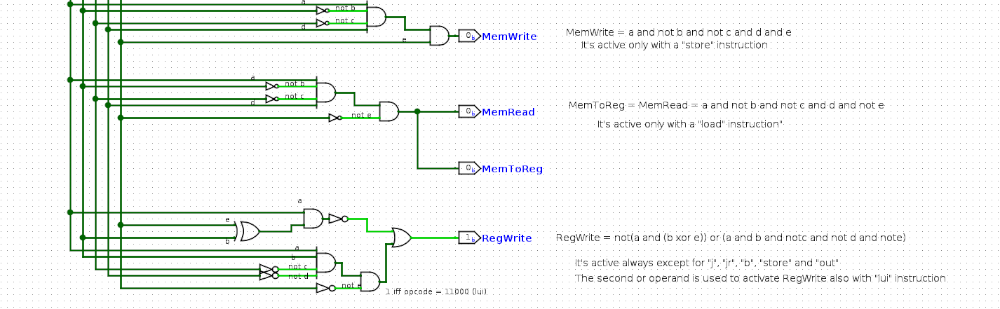 a
not b
not c
d
e
0b MemWrite
MemWrite = a and not b and not c and d and e
It's active only with a "store" instruction
a
not b
not c
d
not e
0b MemRead
MemToReg = MemRead = a and not b and not c and d and not e
It's active only with a "load" instruction"
0b MemToReg
a
e
b
1b RegWrite
RegWrite = not(a and (b xor e)) or (a and b and notc and not d and note)
a
b
not c
not d
not e
It's active always except for "j", "jr", "b", "store" and "out"
The second or operand is used to activate RegWrite also with "lui" instruction
1 iff opcode = 11000 (lui)